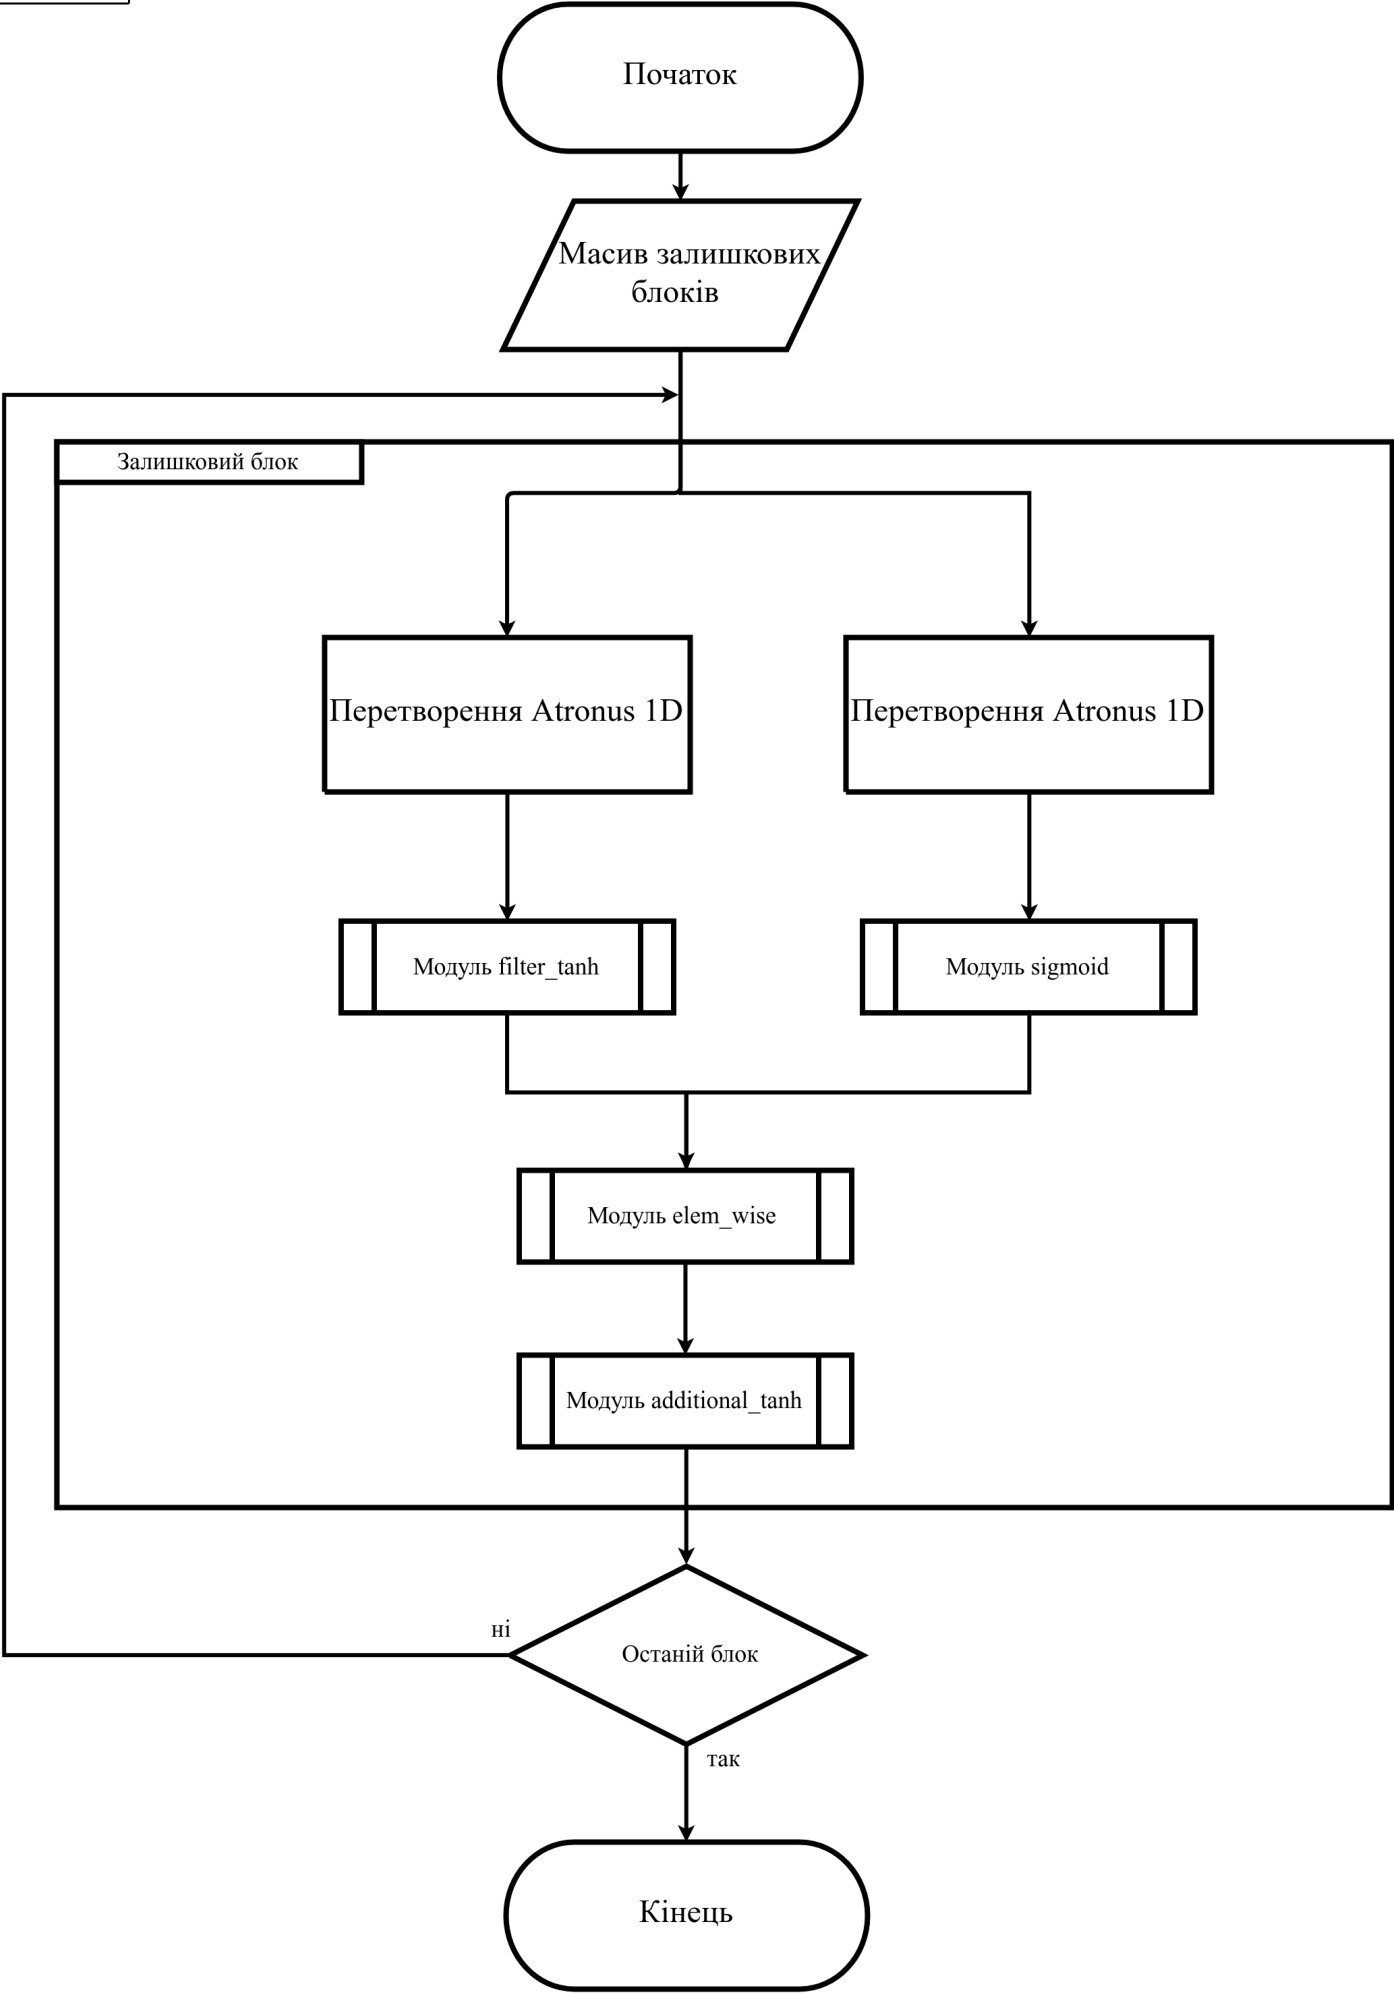 Початок
Масив залишкових
блоків
Залишковий блок
Перетворення Atronus 1D
Перетворення Atronus 1D
Модуль filter_tanh
Модуль sigmoid
Модуль elem_wise
Модуль additional_tanh
ні
Останій блок
так
Кінець